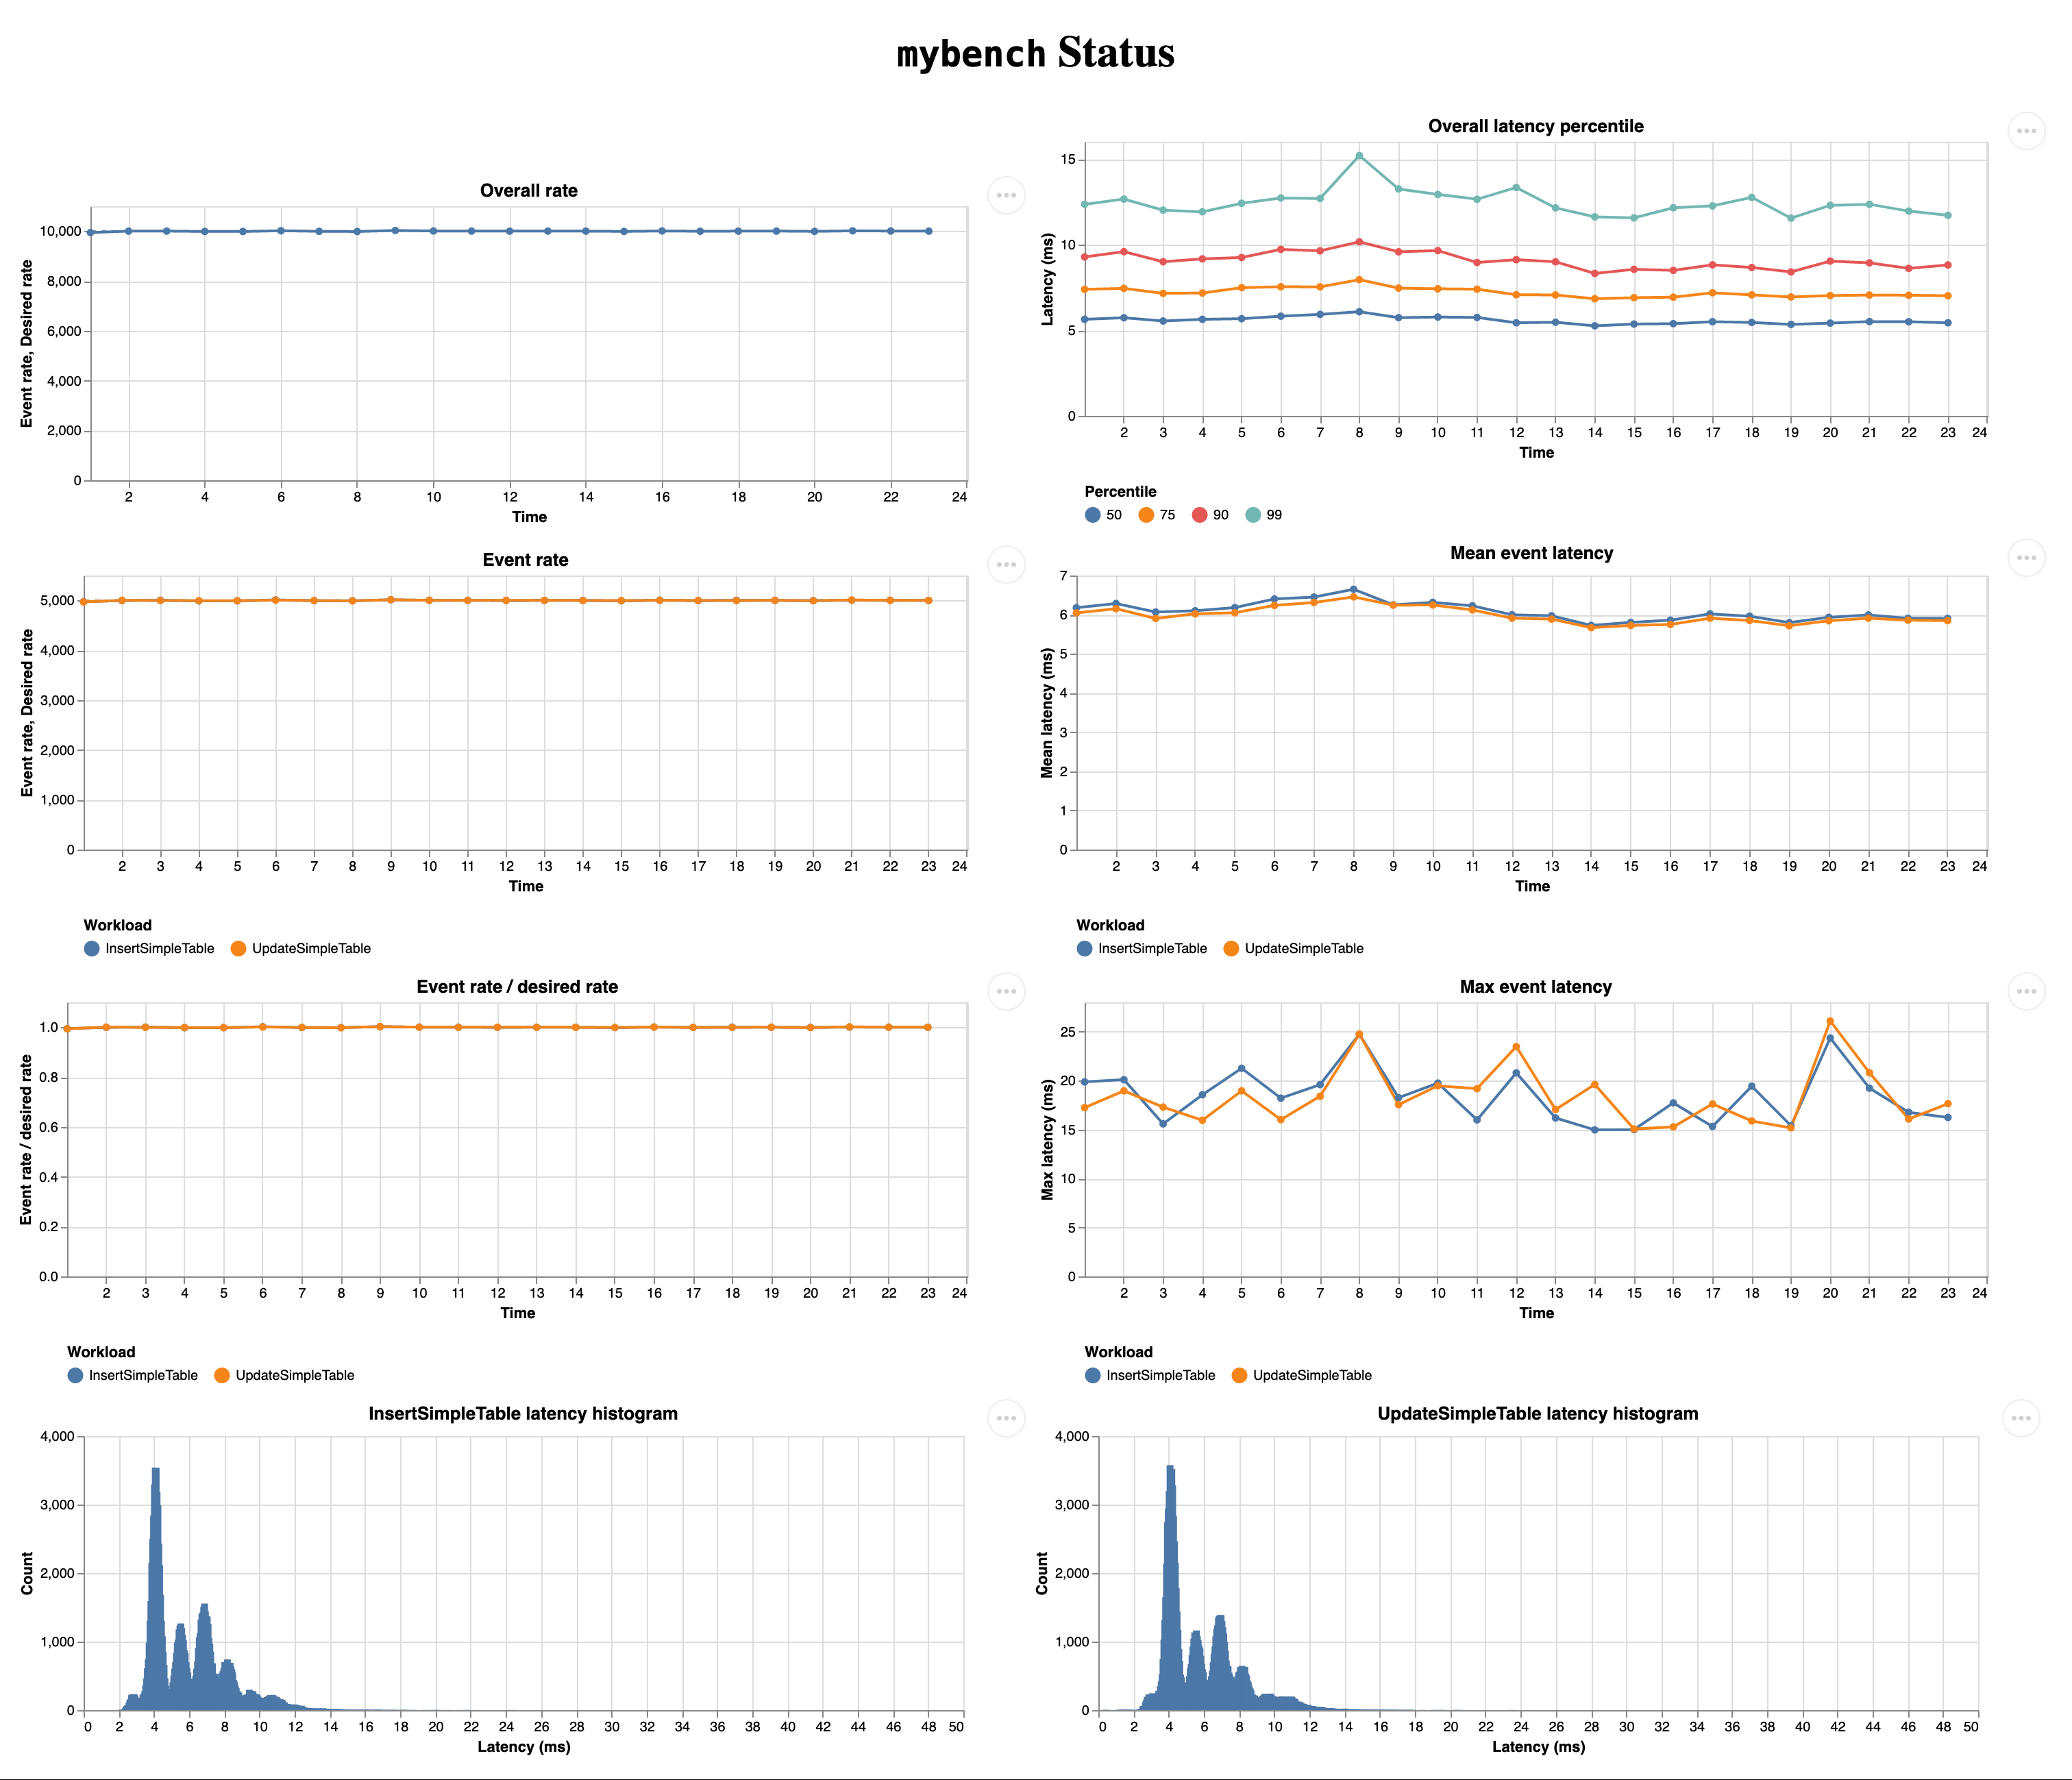 mybench Status
Overall rate
Event rate, Desired rate
10,000
8,000
6,000
4,000
2,000
0
2 4 6 8 10 12 14 16 18 20 22 24
Time
Overall latency percentile
Latency (ms)
15
10
5
0
2 3 4 5 6 7 8 9 10 11 12 13 14 15 16 17 18 19 20 21 22 23 24
Time
Percentile
50 75 90 99
Event rate
Event rate, Desired rate
5,000
4,000
3,000
2,000
1,000
0
2 3 4 5 6 7 8 9 10 11 12 13 14 15 16 17 18 19 20 21 22 23 24
Time
Workload
InsertSimpleTable UpdateSimpleTable
Mean event latency
Mean latency (ms)
7
6
5
4
3
2
1
0
2 3 4 5 6 7 8 9 10 11 12 13 14 15 16 17 18 19 20 21 22 23 24
Time
Workload
InsertSimpleTable UpdateSimpleTable
Event rate / desired rate
Event rate / desired rate
1.0
0.8
0.6
0.4
0.2
0.0
2 3 4 5 6 7 8 9 10 11 12 13 14 15 16 17 18 19 20 21 22 23 24
Time
Workload
InsertSimpleTable UpdateSimpleTable
Max event latency
Max latency (ms)
25
20
15
10
5
0
2 3 4 5 6 7 8 9 10 11 12 13 14 15 16 17 18 19 20 21 22 23 24
Time
Workload
InsertSimpleTable UpdateSimpleTable
InsertSimpleTable latency histogram
Count
4,000
3,000
2,000
1,000
0
0 2 4 6 8 10 12 14 16 18 20 22 24 26 28 30 32 34 36 38 40 42 44 46 48 50
Latency (ms)
UpdateSimpleTable latency histogram
Count
4,000
3,000
2,000
1,000
0
0 2 4 6 8 10 12 14 16 18 20 22 24 26 28 30 32 34 36 38 40 42 44 46 48 50
Latency (ms)